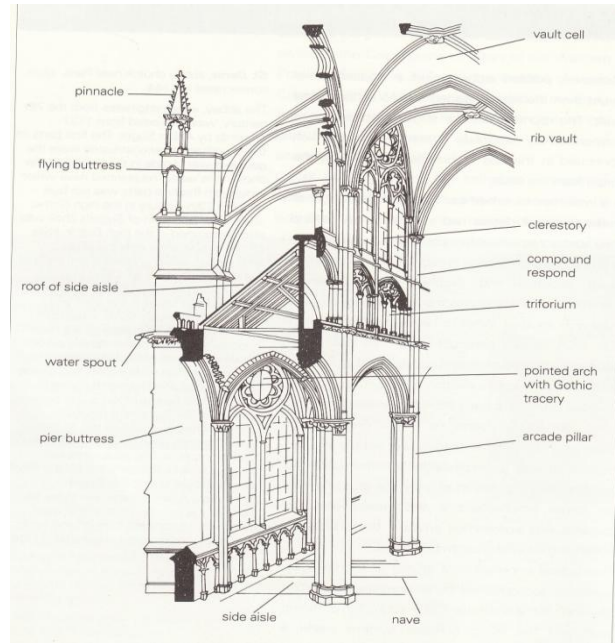 vault cell
pinnacle
rib vault
flying buttress
clerestory
compound
respond
roof of side aisle
triforium
water spout
pointed arch
with Gothic
tracery
pier buttress
arcade pillar
side aisle
nave